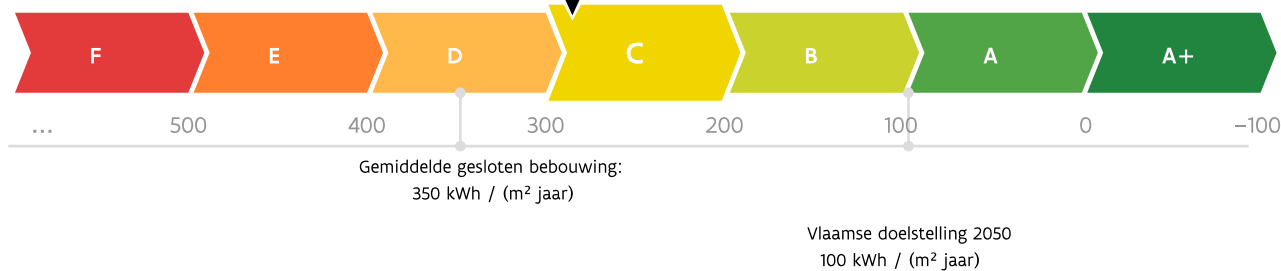 F E D C B A A+
... 500 400 300 200 100 0 –100
Gemiddelde gesloten bebouwing:
350 kWh / (m² jaar)
Vlaamse doelstelling 2050
100 kWh / (m² jaar)